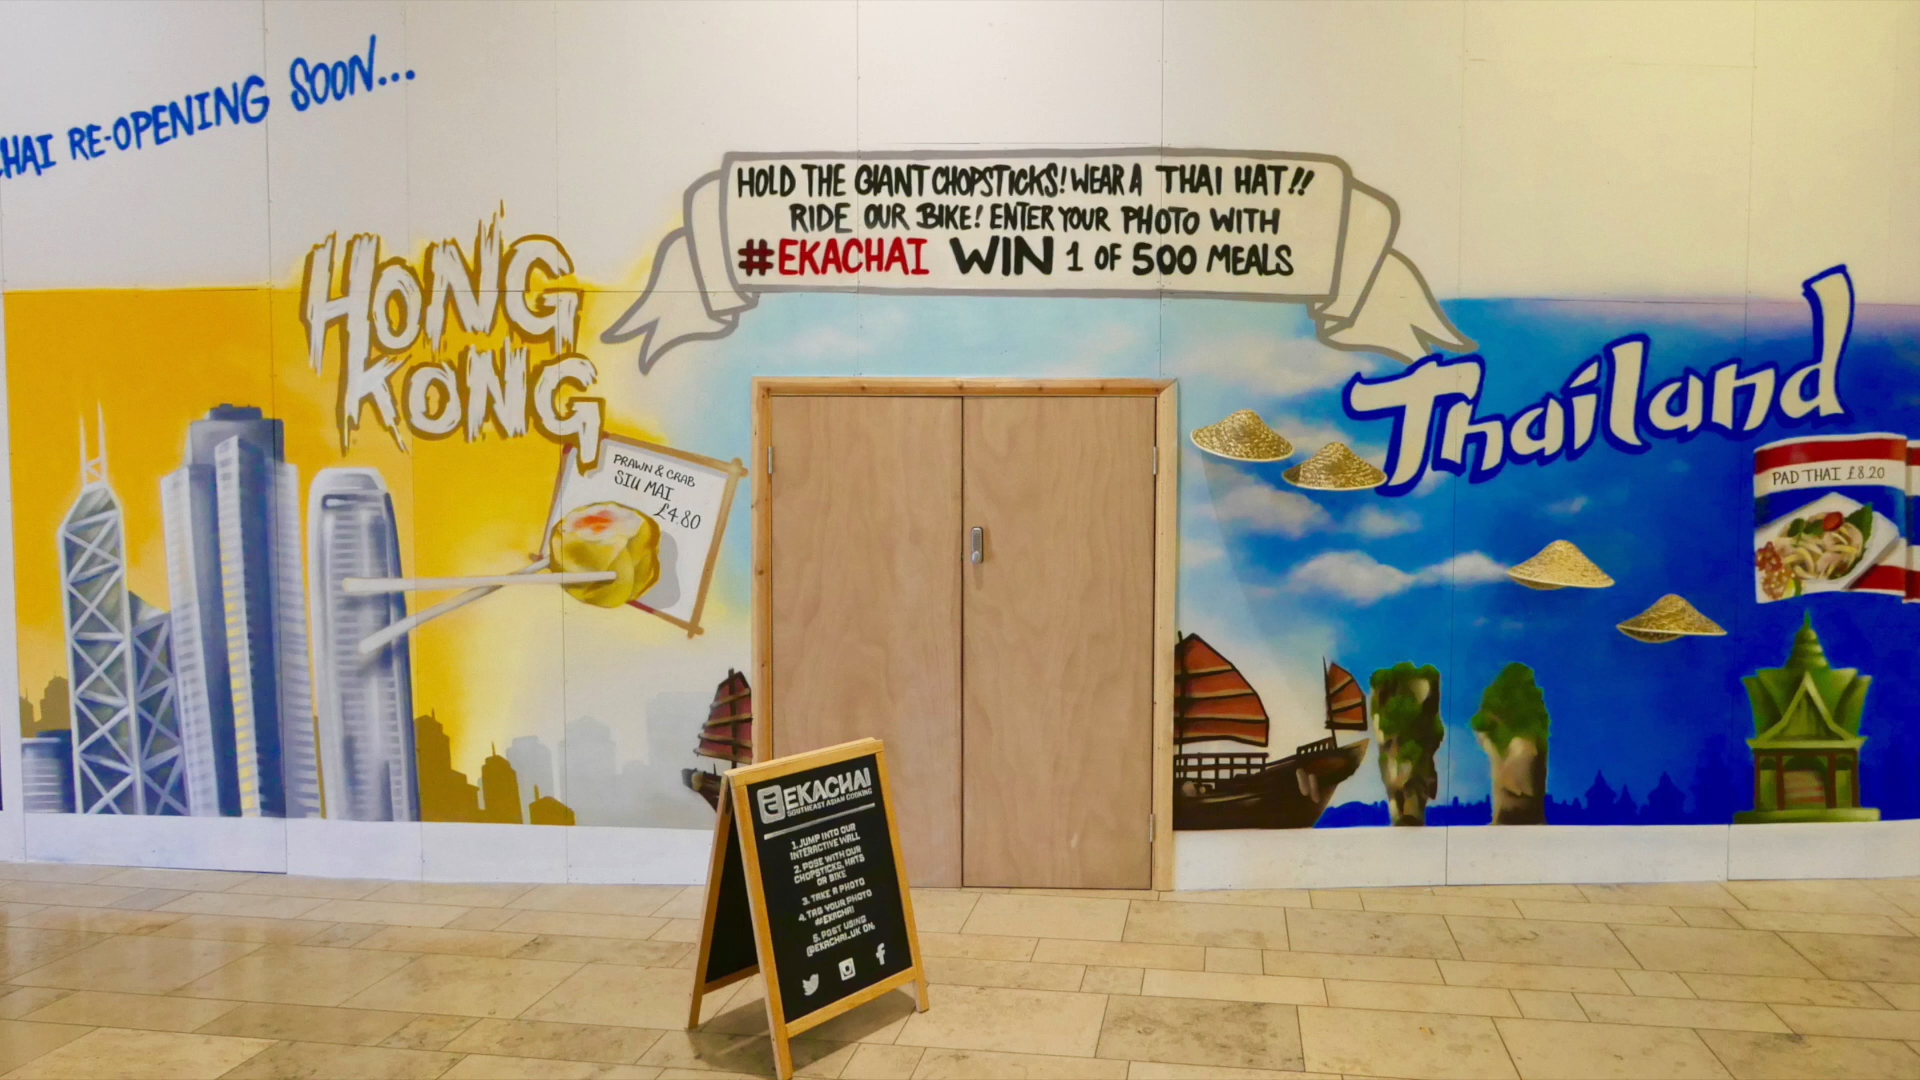 CHAI RE-OPENING SOON...
HOLD THE GIANT CHOPSTICKS! WEAR A THAI HAT!!
RIDE OUR BIKE! ENTER YOUR PHOTO WITH
#EKACHAI WIN 1 OF 500 MEALS
HONG
KONG
Thailand
PRAWN & CRAB
SIU MAI
£4.80
PAD THAI £8.20
EKACHAI
SOUTHEAST ASIAN COOKING
1. JUMP INTO OUR
INTERACTIVE WALL
2. POSE WITH OUR
CHOPSTICKS, HATS
OR BIKE
3. TAKE A PHOTO
4. TAG YOUR PHOTO
#EKACHAI
5. POST USING
@EKACHAI_UK ON